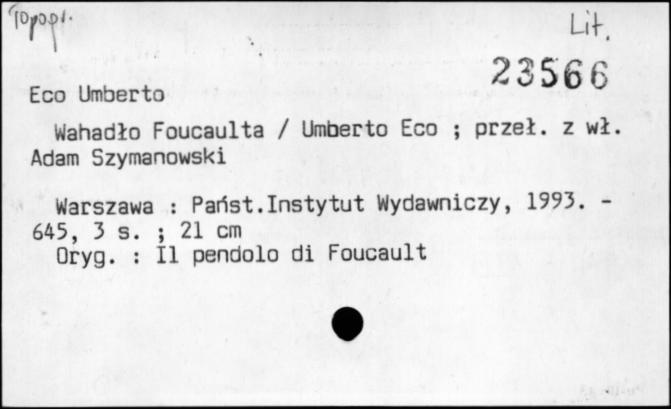 Lit.
23566
Eco Umberto
Wahadło Foucaulta / Umberto Eco ; przeł. z wł.
Adam Szymanowski
Warszawa : Państ.Instytut Wydawniczy, 1993. -
645, 3 s. ; 21 cm
Oryg. : Il pendolo di Foucault